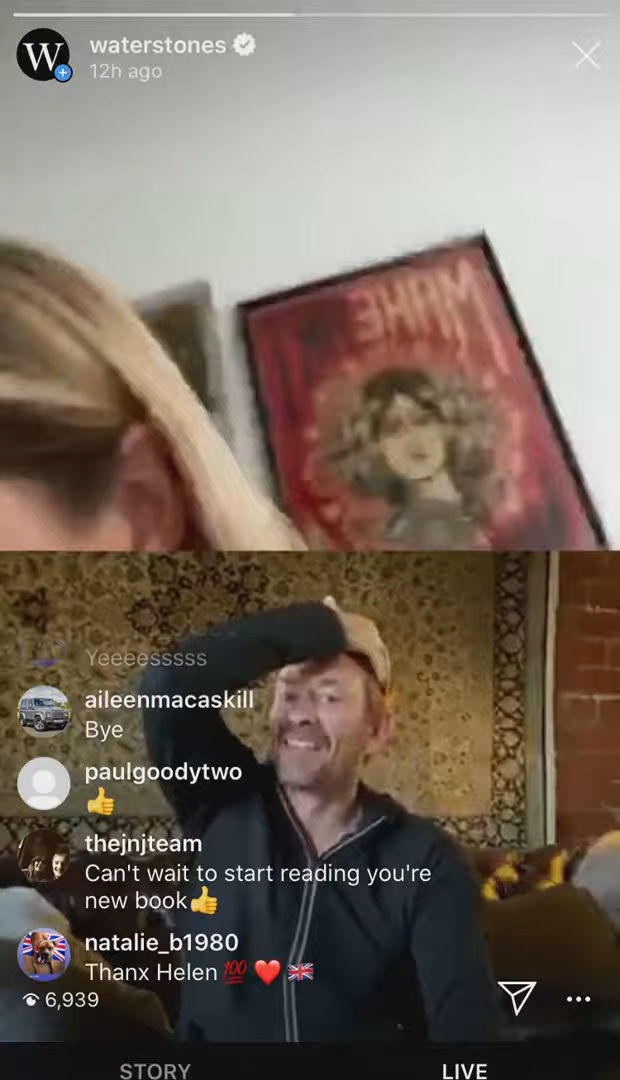 W
waterstones
12h ago
Yeeeesssss
aileenmacaskill
Bye
paulgoodytwo
👍
thejnjteam
Can't wait to start reading you're
new book👍
natalie_b1980
Thanx Helen 💯 ❤️ 🇬🇧
6,939
STORY
LIVE